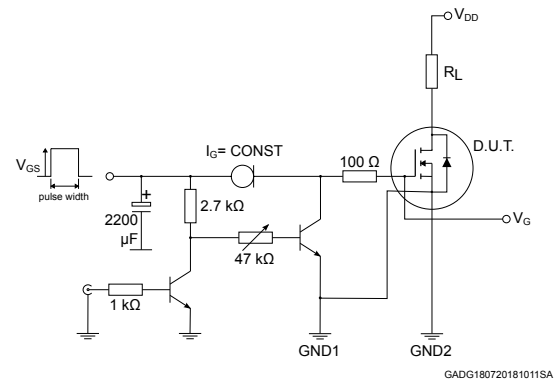 VDD
RL
D.U.T.
IG= CONST
100 Ω
VGS
pulse width
+
2200
μF
2.7 kΩ
47 kΩ
VG
1 kΩ
GND1
GND2
GADG180720181011SA